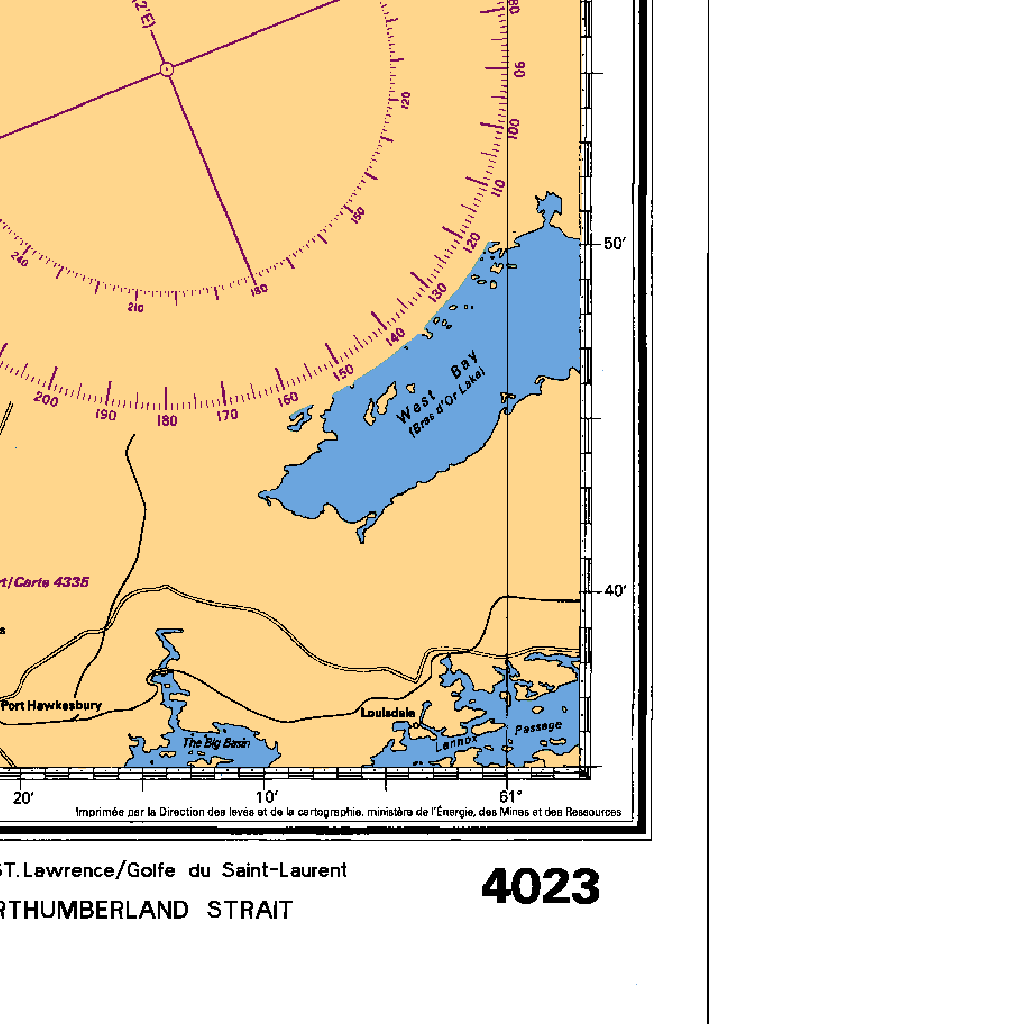 2'E)
80
90
100
110
120
130
140
150
160
170
180
190
200
120
150
180
210
240
50'
West Bay
(Bras d'Or Lake)
rt/Carte 4335
40'
s
Port Hawkesbury
Louisdale
The Big Basin
Lennox Passage
20'
10'
61°
Imprimée par la Direction des levés et de la cartographie, ministère de l'Énergie, des Mines et des Ressources
ST. Lawrence/Golfe du Saint-Laurent
4023
RTHUMBERLAND STRAIT